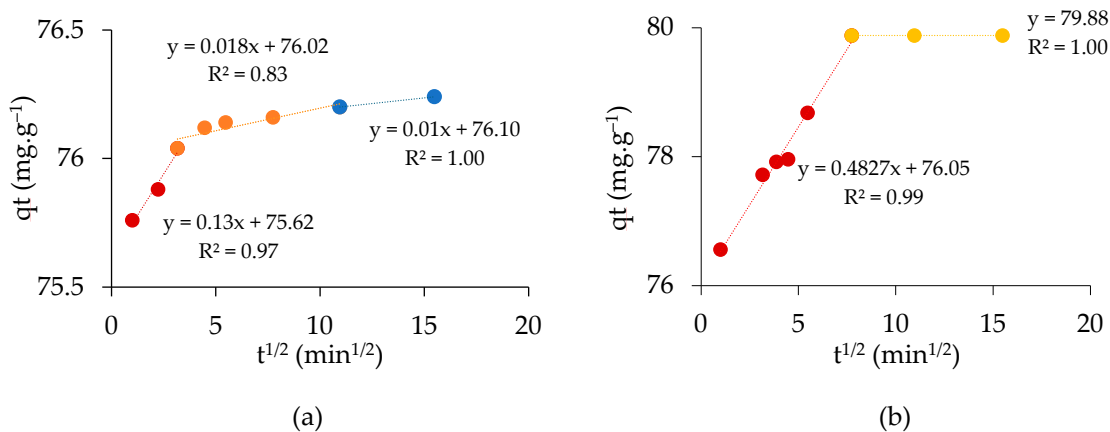 76.5
76
75.5
qt (mg.g⁻¹)
y = 0.018x + 76.02
R² = 0.83
y = 0.01x + 76.10
R² = 1.00
y = 0.13x + 75.62
R² = 0.97
0 5 10 15 20
t^{1/2} (min^{1/2})
(a)
80
78
76
qt (mg.g⁻¹)
y = 79.88
R² = 1.00
y = 0.4827x + 76.05
R² = 0.99
0 5 10 15 20
t^{1/2} (min^{1/2})
(b)